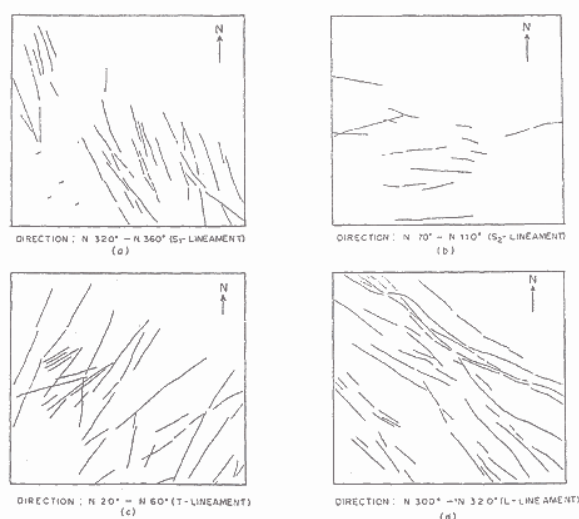 N
N
DIRECTION : N 320° – N 360° (S₁-LINEAMENT)
(a)
DIRECTION : N 70° – N 110° (S₂-LINEAMENT)
(b)
N
N
DIRECTION : N 20° – N 60° (T-LINEAMENT)
(c)
DIRECTION : N 300° – N 320° (L-LINEAMENT)
(d)